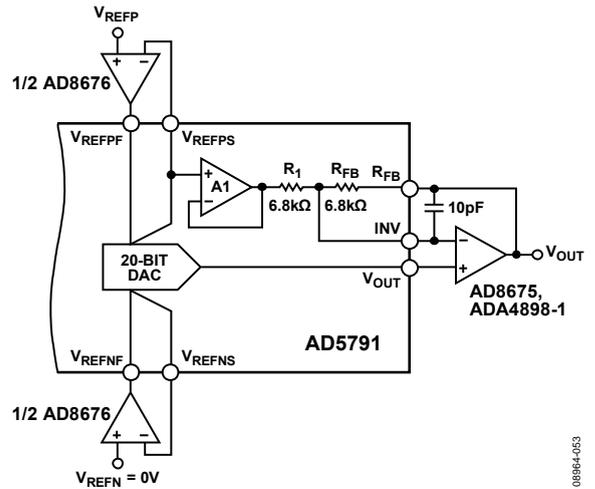 VREFP
+ −
1/2 AD8676
VREFPF
VREFPS
+
A1
−
R1
6.8kΩ
RFB
6.8kΩ
RFB
10pF
INV
−
+
VOUT
20-BIT
DAC
VOUT
AD8675,
ADA4898-1
AD5791
VREFNF
VREFNS
1/2 AD8676
+ −
VREFN = 0V
08964-053